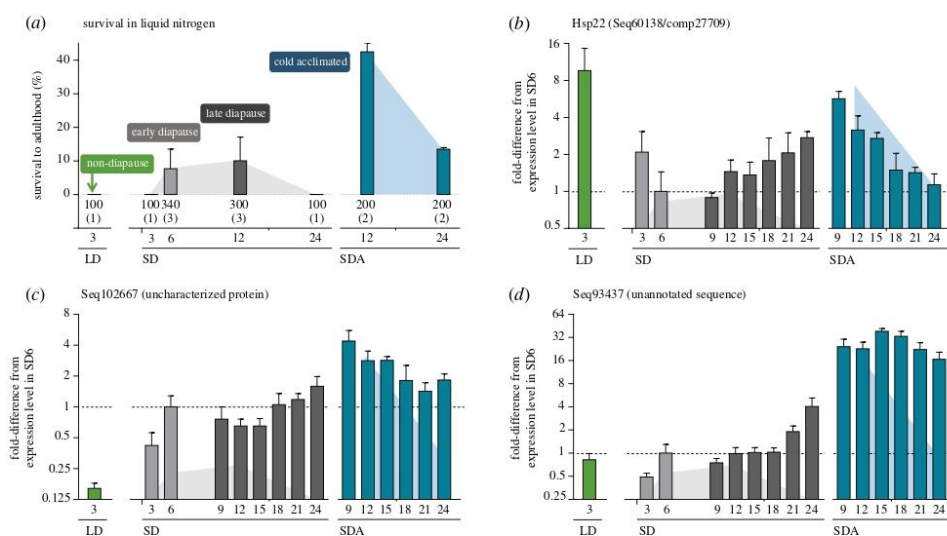 (a) survival in liquid nitrogen
survival to adulthood (%)
40
30
20
10
0
non-diapause
early diapause
late diapause
cold acclimated
100 100 340 300 100 200 200
(1) (1) (3) (3) (1) (2) (2)
3 3 6 12 24 12 24
LD SD SDA
(b) Hsp22 (Seq60138/comp27709)
fold-difference from
expression level in SD6
16
8
4
2
1
0.5
3 3 6 9 12 15 18 21 24 9 12 15 18 21 24
LD SD SDA
(c) Seq102667 (uncharacterized protein)
fold-difference from
expression level in SD6
8
4
2
1
0.5
0.25
0.125
3 3 6 9 12 15 18 21 24 9 12 15 18 21 24
LD SD SDA
(d) Seq93437 (unannotated sequence)
fold-difference from
expression level in SD6
64
32
16
8
4
2
1
0.5
0.25
3 3 6 9 12 15 18 21 24 9 12 15 18 21 24
LD SD SDA